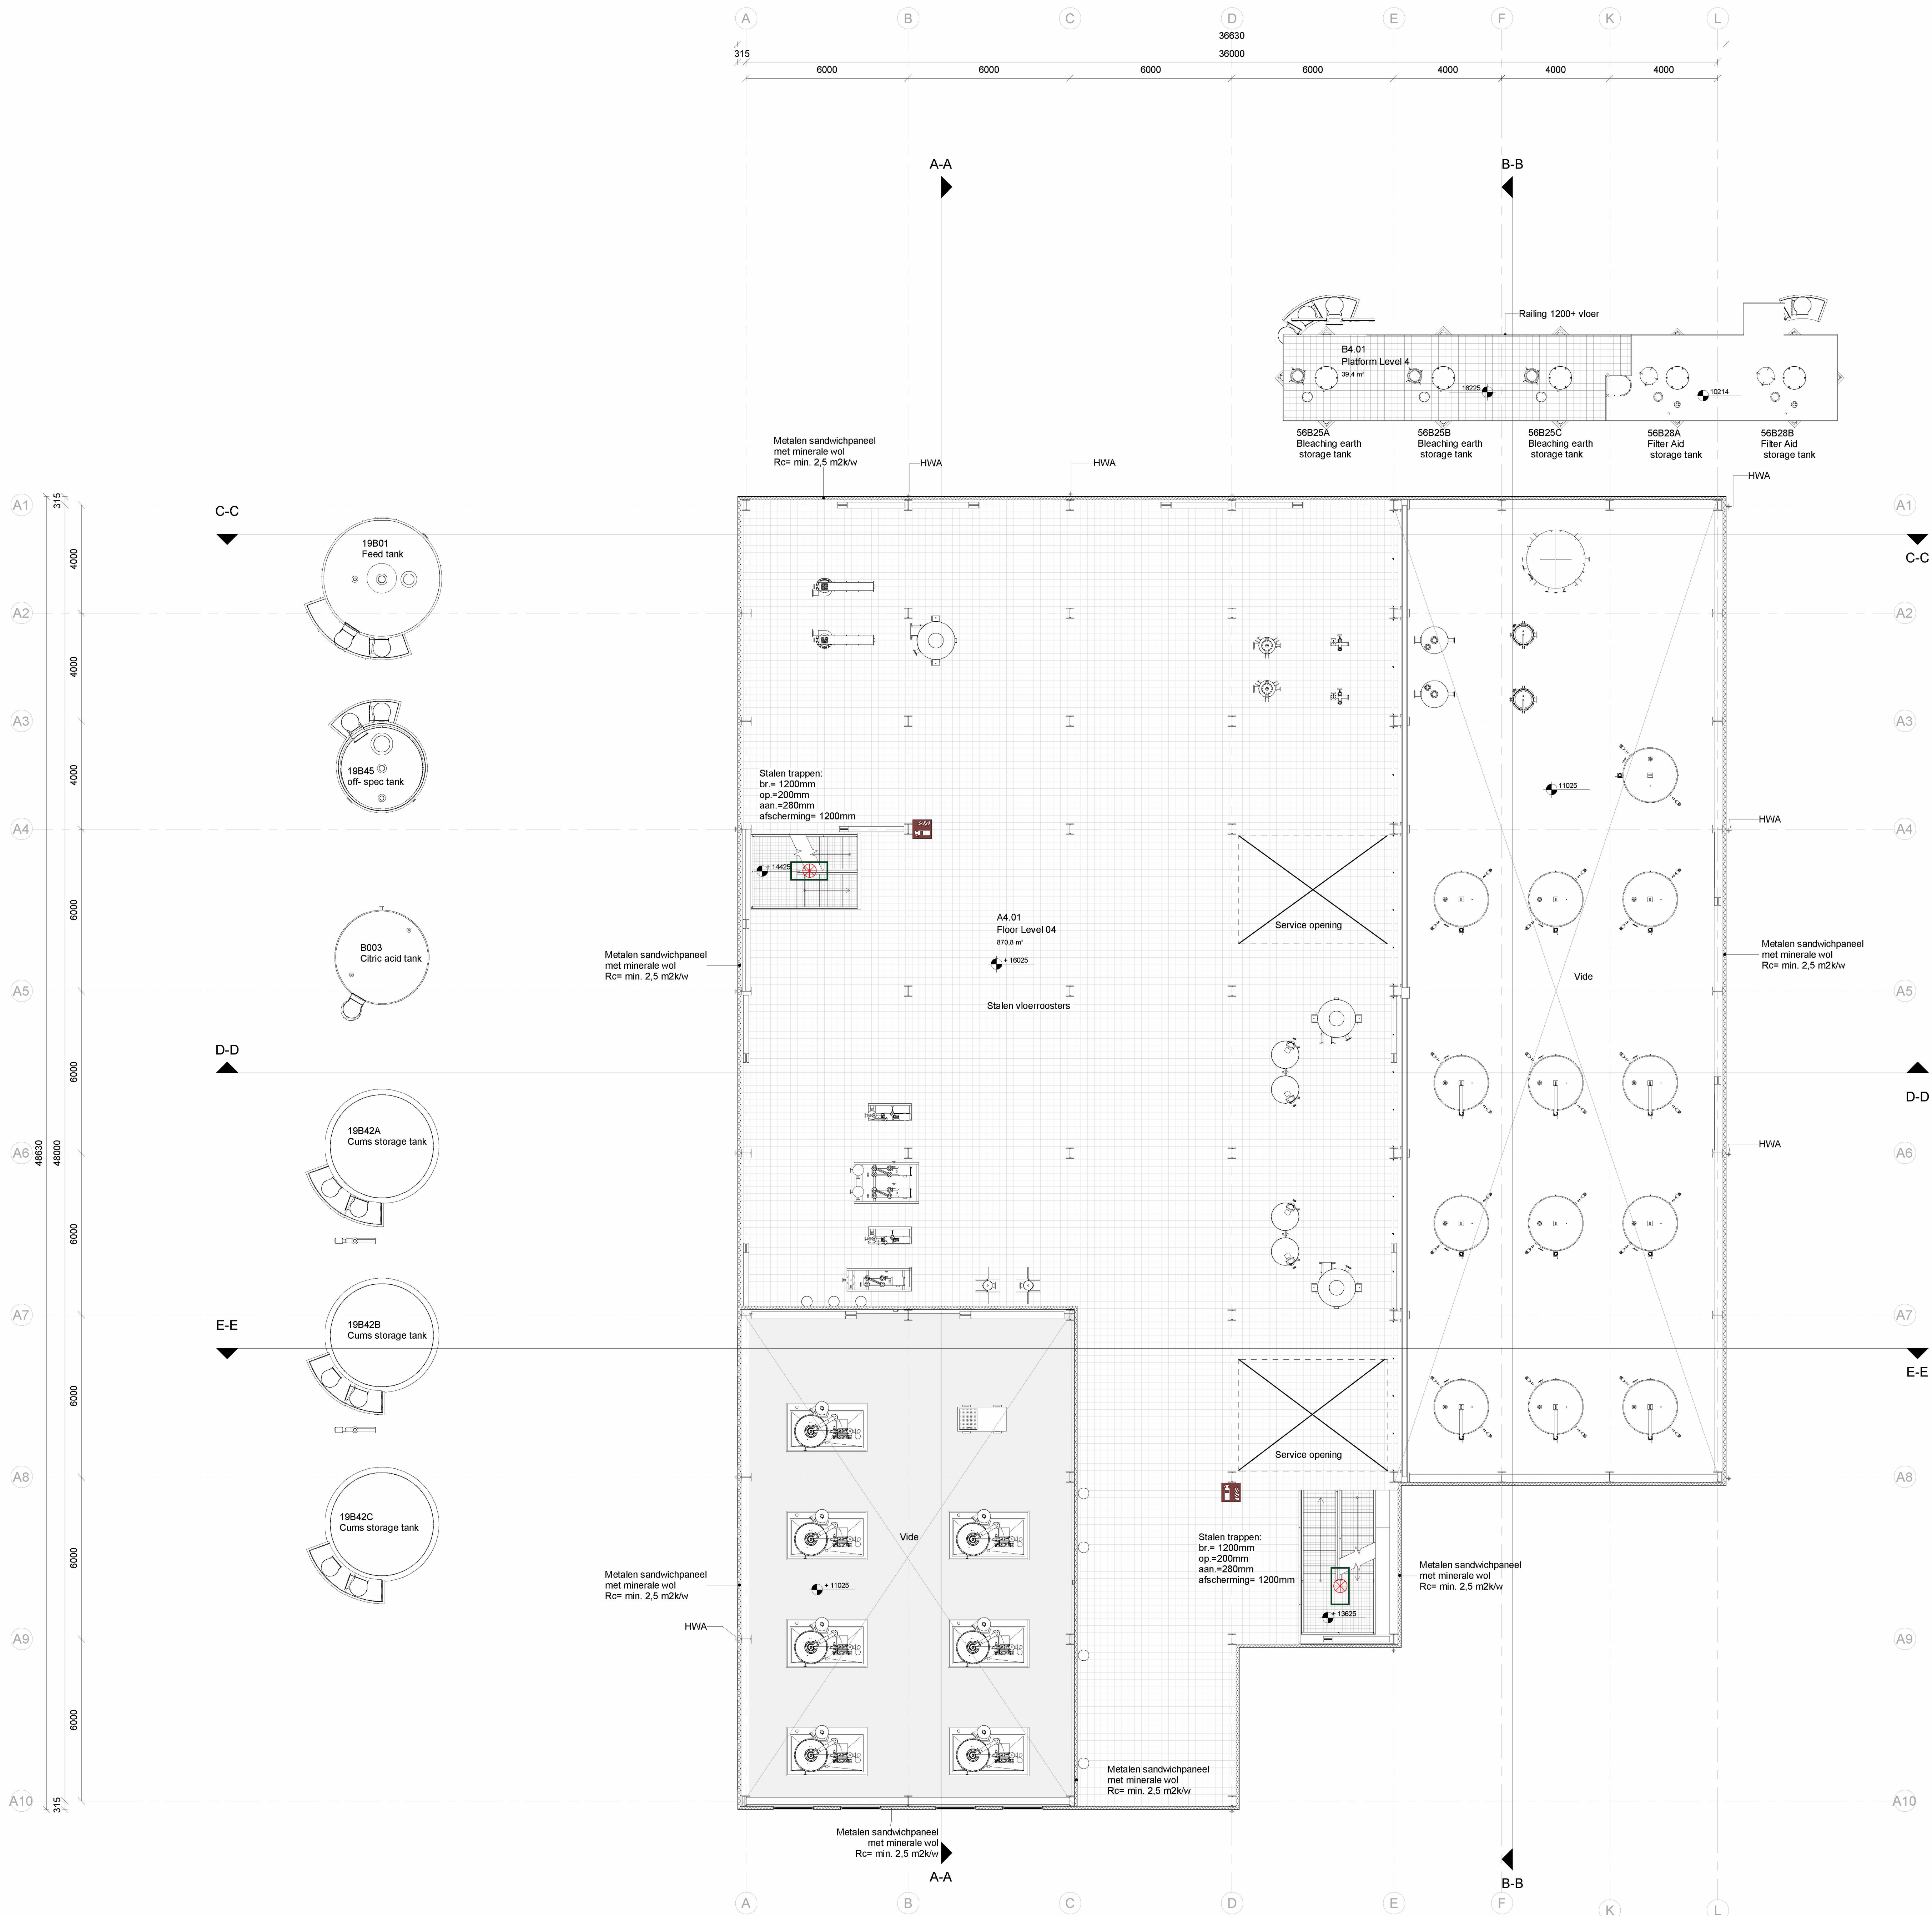 A B C D E F K L
36630
315 36000
6000 6000 6000 6000 4000 4000 4000
A-A B-B
Railing 1200+ vloer
B4.01
Platform Level 4
39,4 m²
16225
10214
56B25A
Bleaching earth
storage tank
56B25B
Bleaching earth
storage tank
56B25C
Bleaching earth
storage tank
56B28A
Filter Aid
storage tank
56B28B
Filter Aid
storage tank
Metalen sandwichpaneel
met minerale wol
Rc= min. 2,5 m2k/w
HWA
HWA
HWA
A1 315 A1
C-C
C-C
19B01
Feed tank
4000
A2 A2
4000
A3 A3
19B45
off- spec tank
4000
Stalen trappen:
br.= 1200mm
op.=200mm
aan.=280mm
afscherming= 1200mm
11025
HWA
A4 A4
+ 14425
6000
Service opening
A4.01
Floor Level 04
870,8 m²
+ 16025
Stalen vloerroosters
B003
Citric acid tank
Metalen sandwichpaneel
met minerale wol
Rc= min. 2,5 m2k/w
Metalen sandwichpaneel
met minerale wol
Rc= min. 2,5 m2k/w
Vide
A5 A5
D-D
6000
D-D
19B42A
Cums storage tank
HWA
A6 48630 48000 A6
6000
A7 A7
E-E
19B42B
Cums storage tank
E-E
6000
Service opening
A8 A8
19B42C
Cums storage tank
6000
Vide
Stalen trappen:
br.= 1200mm
op.=200mm
aan.=280mm
afscherming= 1200mm
Metalen sandwichpaneel
met minerale wol
Rc= min. 2,5 m2k/w
Metalen sandwichpaneel
met minerale wol
Rc= min. 2,5 m2k/w
+ 11025
+ 13625
HWA
A9 A9
6000
Metalen sandwichpaneel
met minerale wol
Rc= min. 2,5 m2k/w
A10 315 A10
Metalen sandwichpaneel
met minerale wol
Rc= min. 2,5 m2k/w
A-A B-B
A B C D E F K L